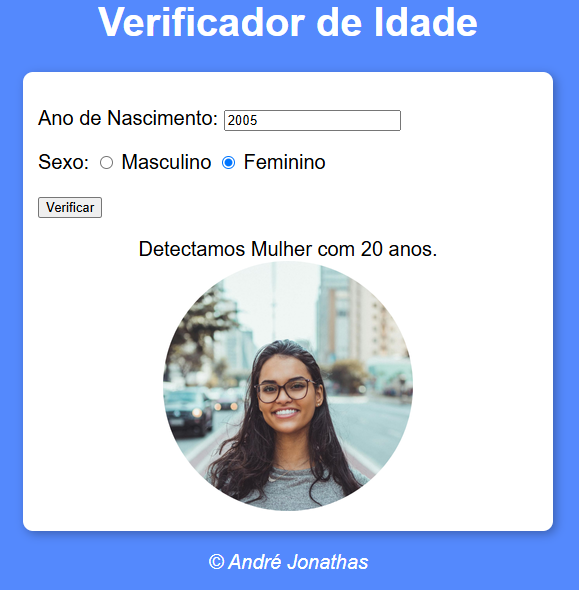 Verificador de Idade
Ano de Nascimento: 2005
Sexo: Masculino Feminino
Verificar
Detectamos Mulher com 20 anos.
© André Jonathas